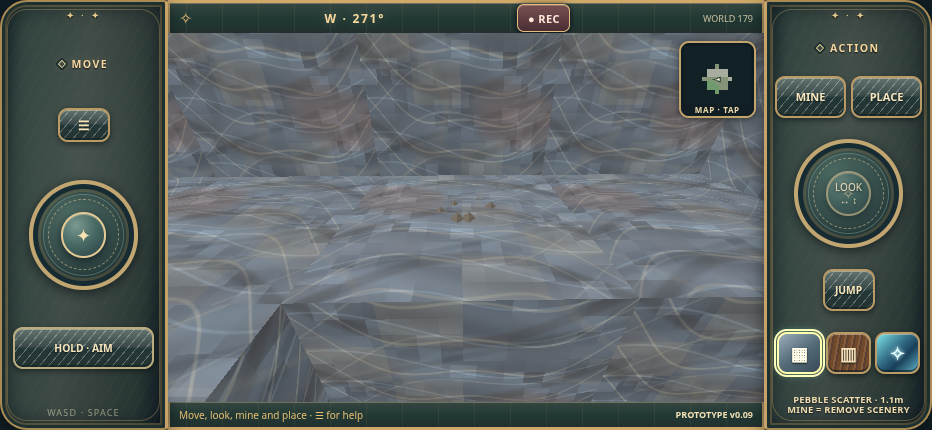 MOVE
HOLD · AIM
WASD · SPACE
W · 271°
● REC
WORLD 179
MAP · TAP
Move, look, mine and place · ☰ for help
PROTOTYPE v0.09
ACTION
MINE
PLACE
LOOK
JUMP
PEBBLE SCATTER · 1.1m
MINE = REMOVE SCENERY